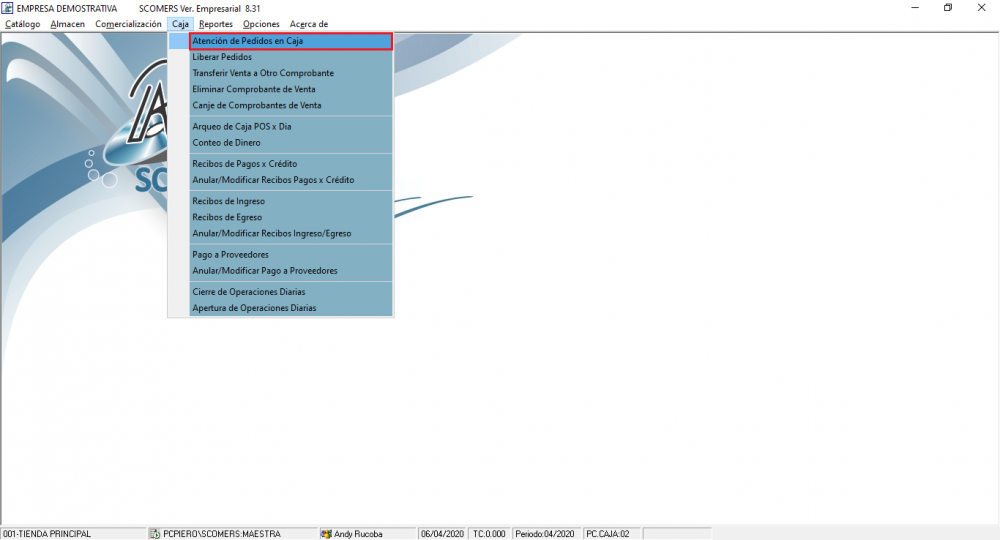 EMPRESA DEMOSTRATIVA SCOMERS Ver. Empresarial 8.31
Catálogo Almacen Comercialización Caja Reportes Opciones Acerca de
Atención de Pedidos en Caja
Liberar Pedidos
Transferir Venta a Otro Comprobante
Eliminar Comprobante de Venta
Canje de Comprobantes de Venta
Arqueo de Caja POS x Dia
Conteo de Dinero
Recibos de Pagos x Crédito
Anular/Modificar Recibos Pagos x Crédito
Recibos de Ingreso
Recibos de Egreso
Anular/Modificar Recibos Ingreso/Egreso
Pago a Proveedores
Anular/Modificar Pago a Proveedores
Cierre de Operaciones Diarias
Apertura de Operaciones Diarias
SC
001-TIENDA PRINCIPAL PCPIERO\SCOMERS:MAESTRA Andy Rucoba 06/04/2020 TC:0.000 Periodo:04/2020 PC.CAJA:02